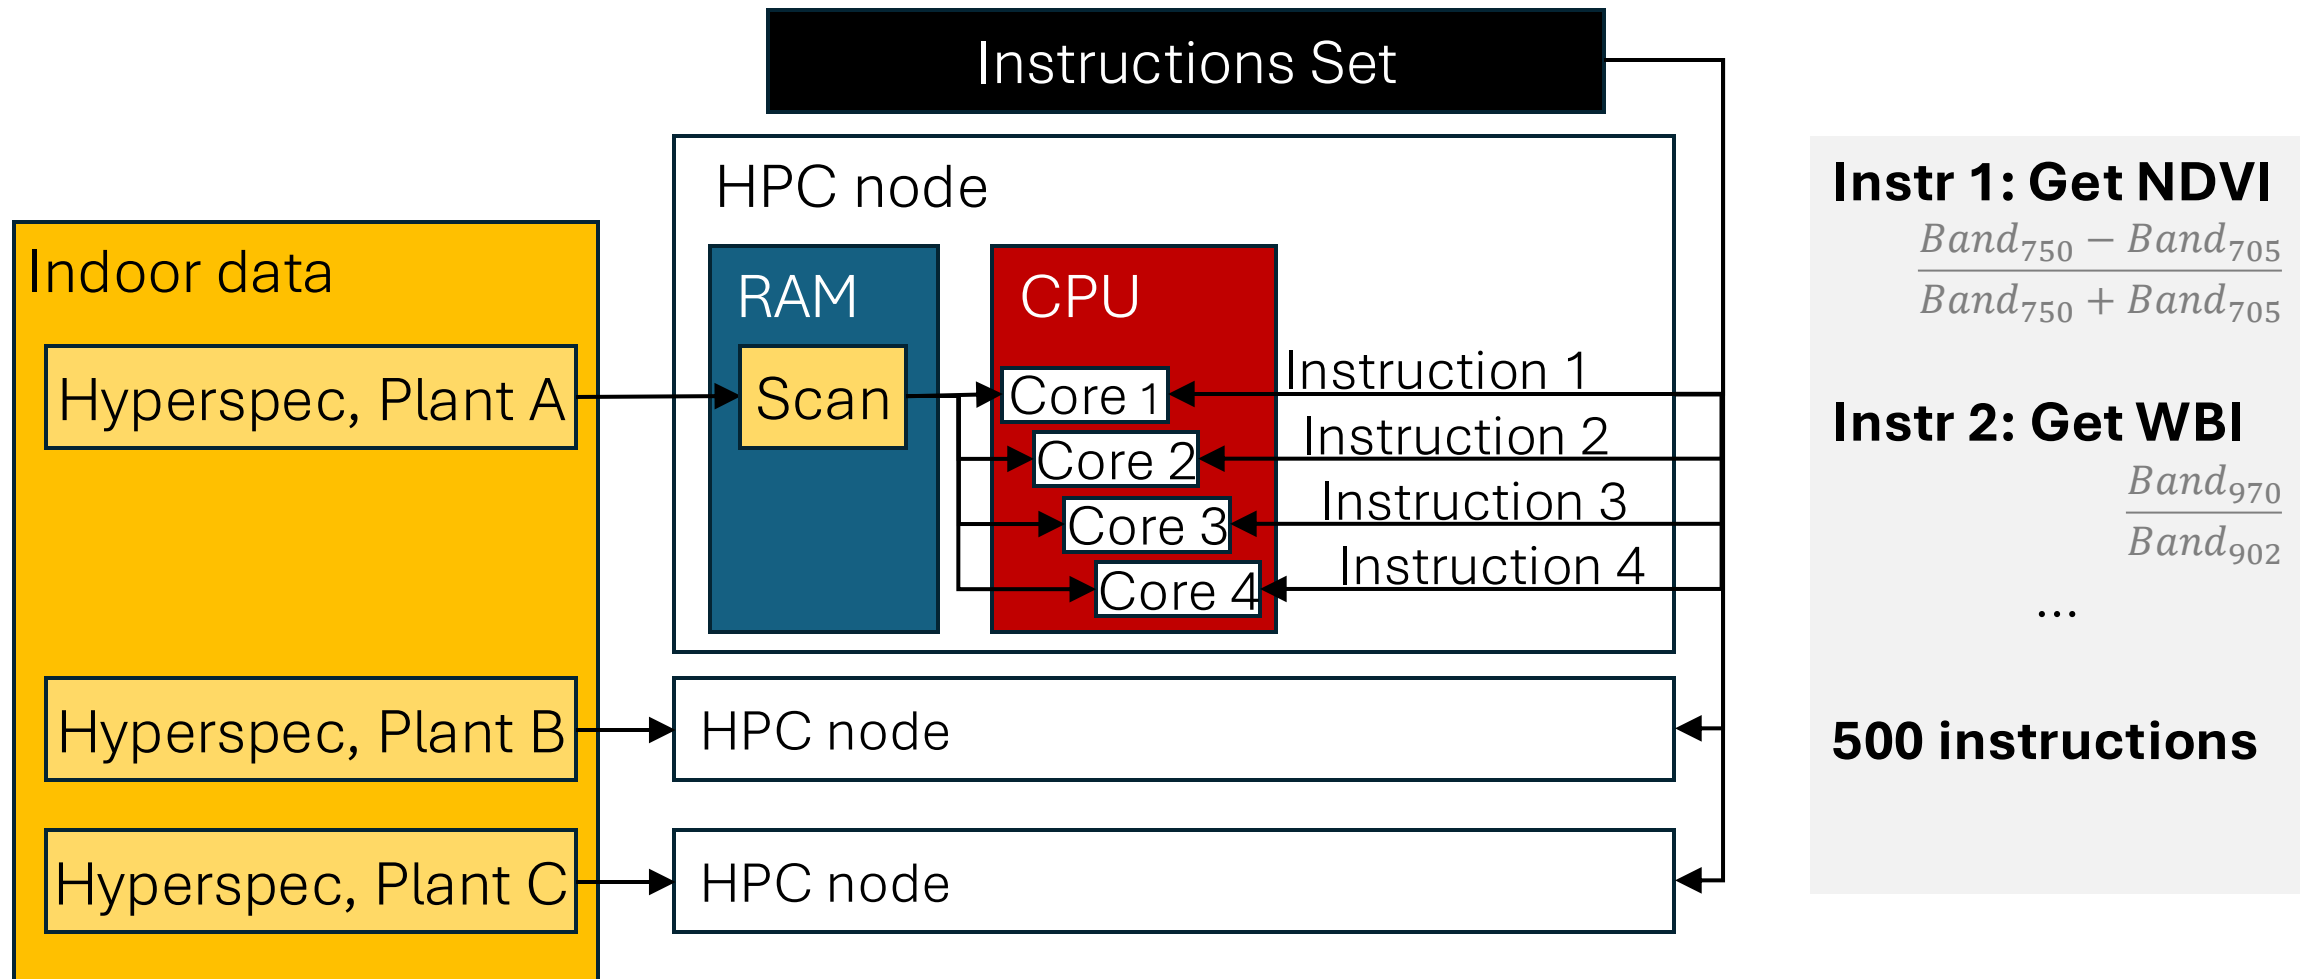 Instructions Set
HPC node
Indoor data
RAM
CPU
Hyperspec, Plant A
Scan
Core 1
Instruction 1
Core 2
Instruction 2
Core 3
Instruction 3
Core 4
Instruction 4
Hyperspec, Plant B
HPC node
Hyperspec, Plant C
HPC node
Instr 1: Get NDVI
Band₇₅₀ − Band₇₀₅
Band₇₅₀ + Band₇₀₅
Instr 2: Get WBI
Band₉₇₀
Band₉₀₂
...
500 instructions